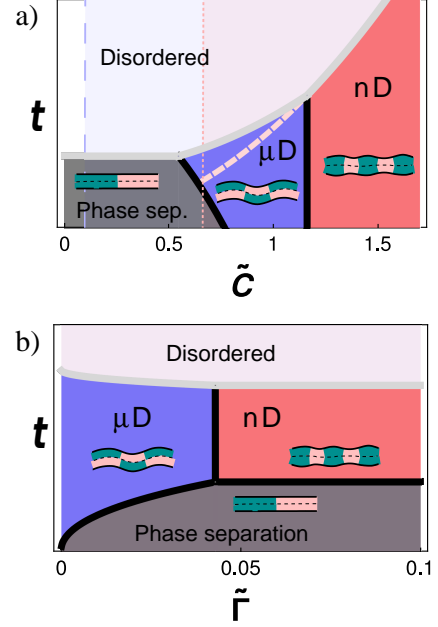 a)
Disordered
nD
t
μD
Phase sep.
0 0.5 1 1.5
C̃
b)
Disordered
t
μD nD
Phase separation
0 0.05 0.1
Γ̃